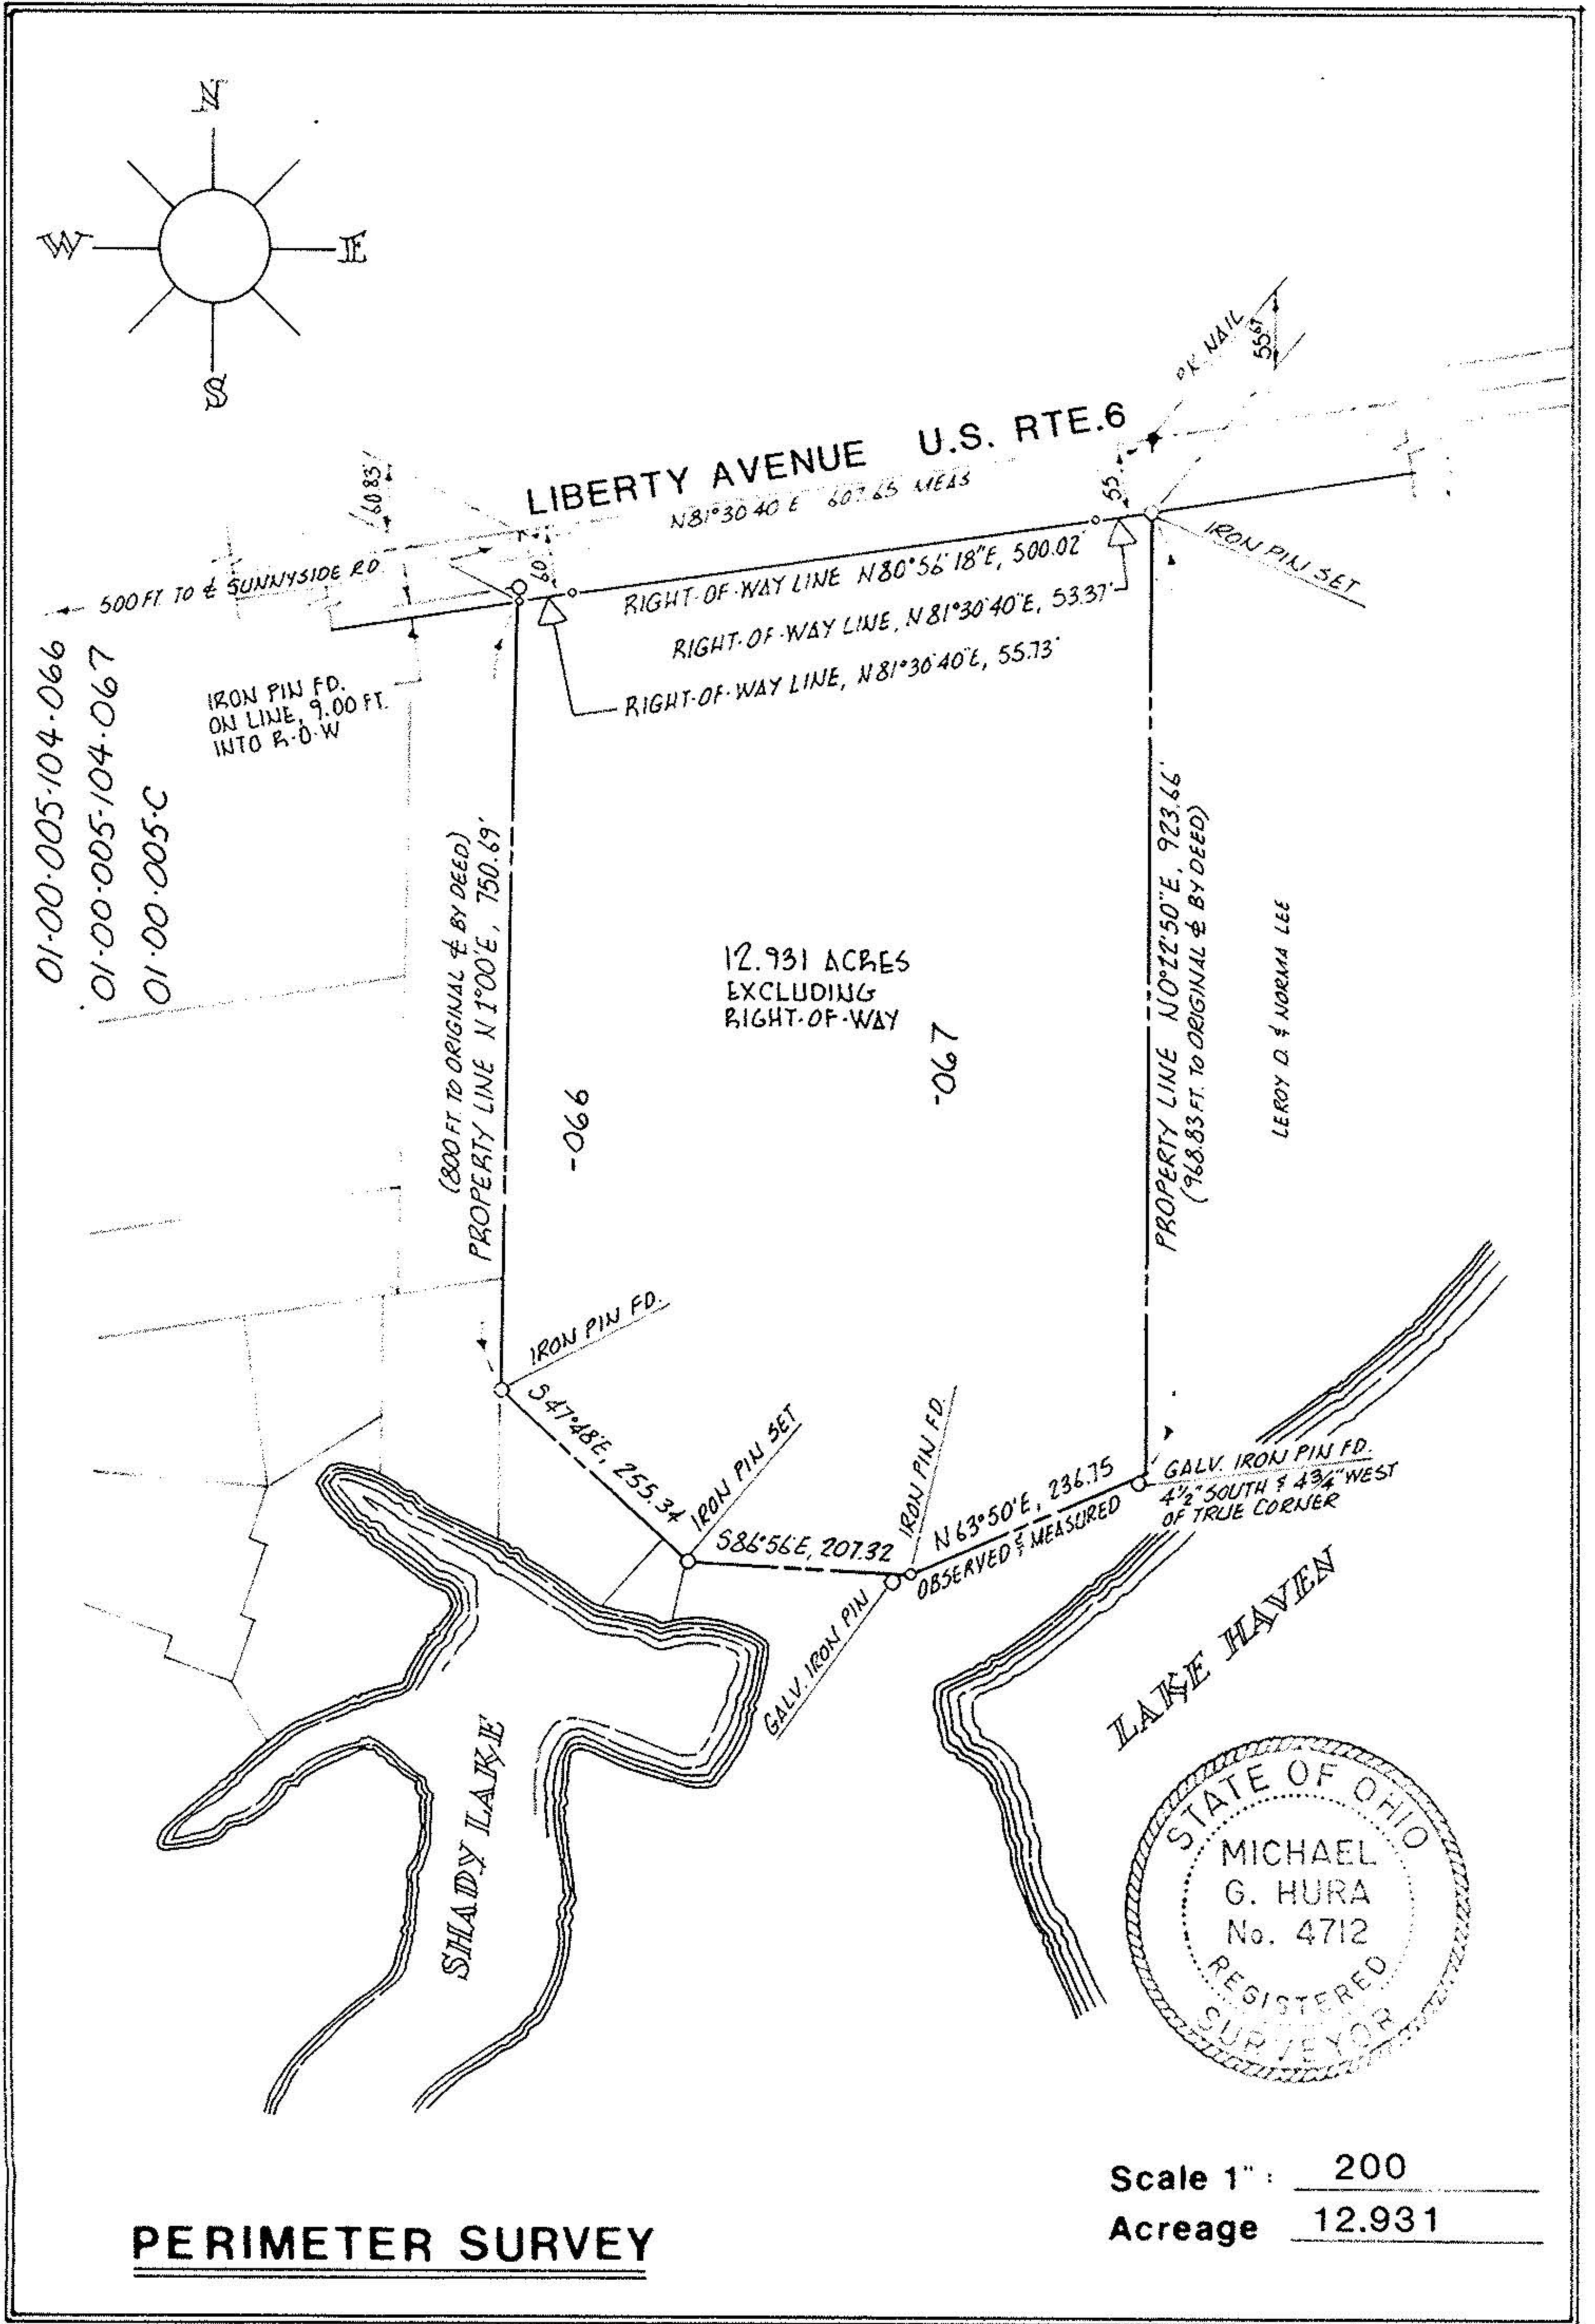 N
W
E
S
PK NAIL
55.67
LIBERTY AVENUE U.S. RTE.6
N81°30'40"E 607.65 MEAS
60.83
60
55
← 500 FT. TO ℄ SUNNYSIDE RD
RIGHT-OF-WAY LINE N80°56'18"E, 500.02'
RIGHT-OF-WAY LINE, N81°30'40"E, 53.37'
RIGHT-OF-WAY LINE, N81°30'40"E, 55.73'
IRON PIN SET
IRON PIN FD.
ON LINE, 9.00 FT.
INTO R-O-W
01-00-005-104-066
01-00-005-104-067
01-00-005-C
(800 FT. TO ORIGINAL ℄ BY DEED)
PROPERTY LINE N 1°00'E, 750.69'
12.931 ACRES
EXCLUDING
RIGHT-OF-WAY
-066
-067
PROPERTY LINE N0°22'50"E, 923.66'
(968.83 FT. TO ORIGINAL ℄ BY DEED)
LEROY D. & NORMA LEE
IRON PIN FD.
S47°48'E, 255.34
IRON PIN SET
S86°56'E, 207.32
IRON PIN FD.
N63°50'E, 236.75
OBSERVED & MEASURED
GALV. IRON PIN FD.
4½" SOUTH & 4¾" WEST
OF TRUE CORNER
GALV. IRON PIN
SHADY LAKE
LAKE HAVEN
STATE OF OHIO
MICHAEL
G. HURA
No. 4712
REGISTERED
SURVEYOR
Scale 1": 200
Acreage 12.931
PERIMETER SURVEY